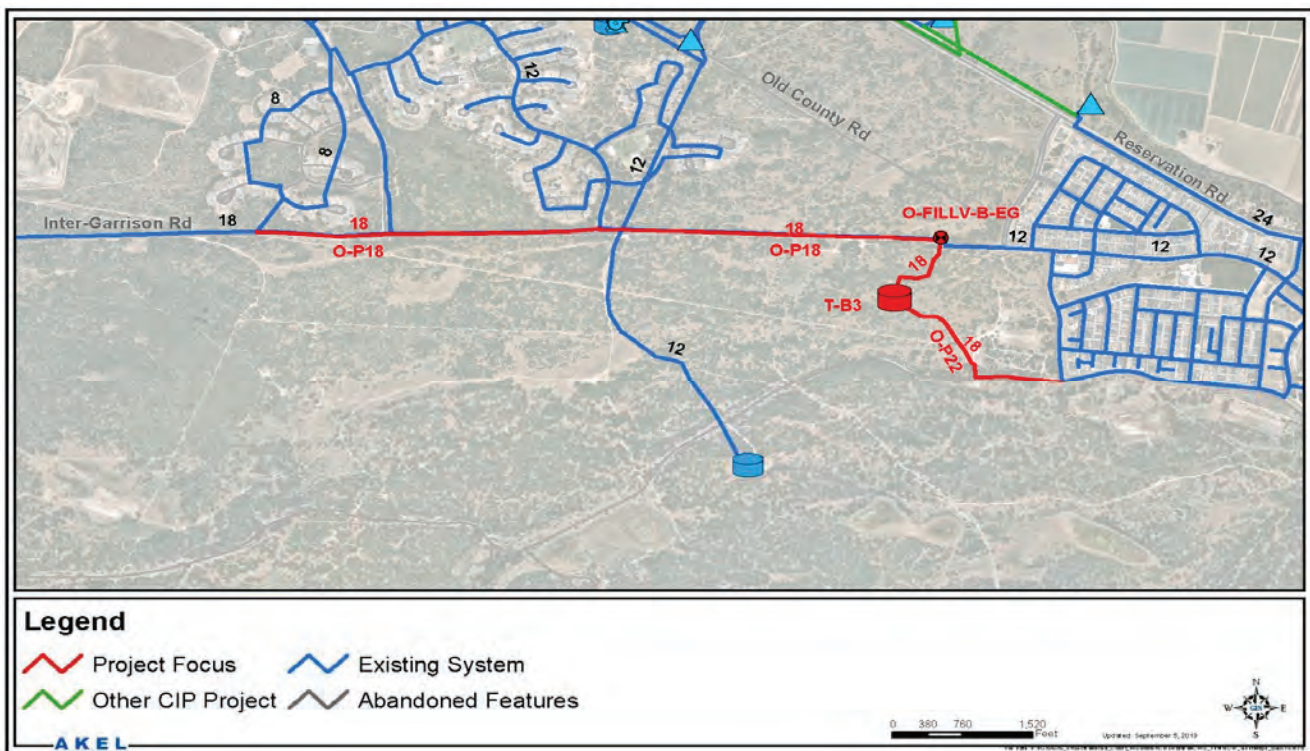 12
8
Old County Rd
8
12
Reservation Rd
Inter-Garrison Rd
18
18
O-P18
18
O-P18
O-FILLV-B-EG
24
12
12
12
18
T-B3
18
O-P22
12
Legend
Project Focus
Existing System
Other CIP Project
Abandoned Features
AKEL
0 380 760 1,520
Feet
Updated: September 5, 2019
N
W GIS E
S